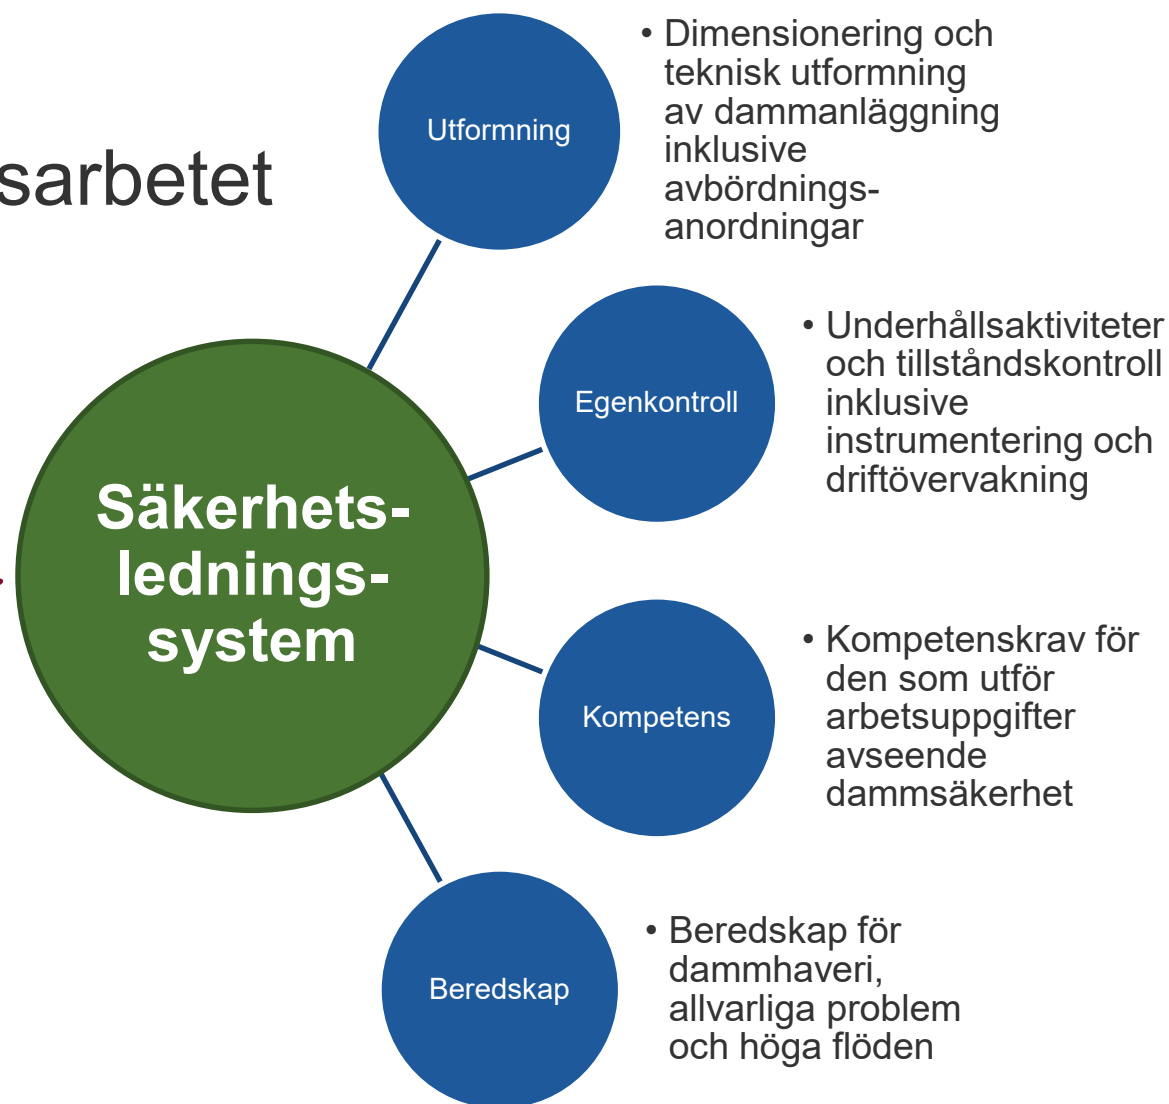 sarbetet
Utformning
• Dimensionering och
teknisk utformning
av dammanläggning
inklusive
avbördnings-
anordningar
Säkerhets-
lednings-
system
Egenkontroll
• Underhållsaktiviteter
och tillståndskontroll
inklusive
instrumentering och
driftövervakning
Kompetens
• Kompetenskrav för
den som utför
arbetsuppgifter
avseende
dammsäkerhet
Beredskap
• Beredskap för
dammhaveri,
allvarliga problem
och höga flöden